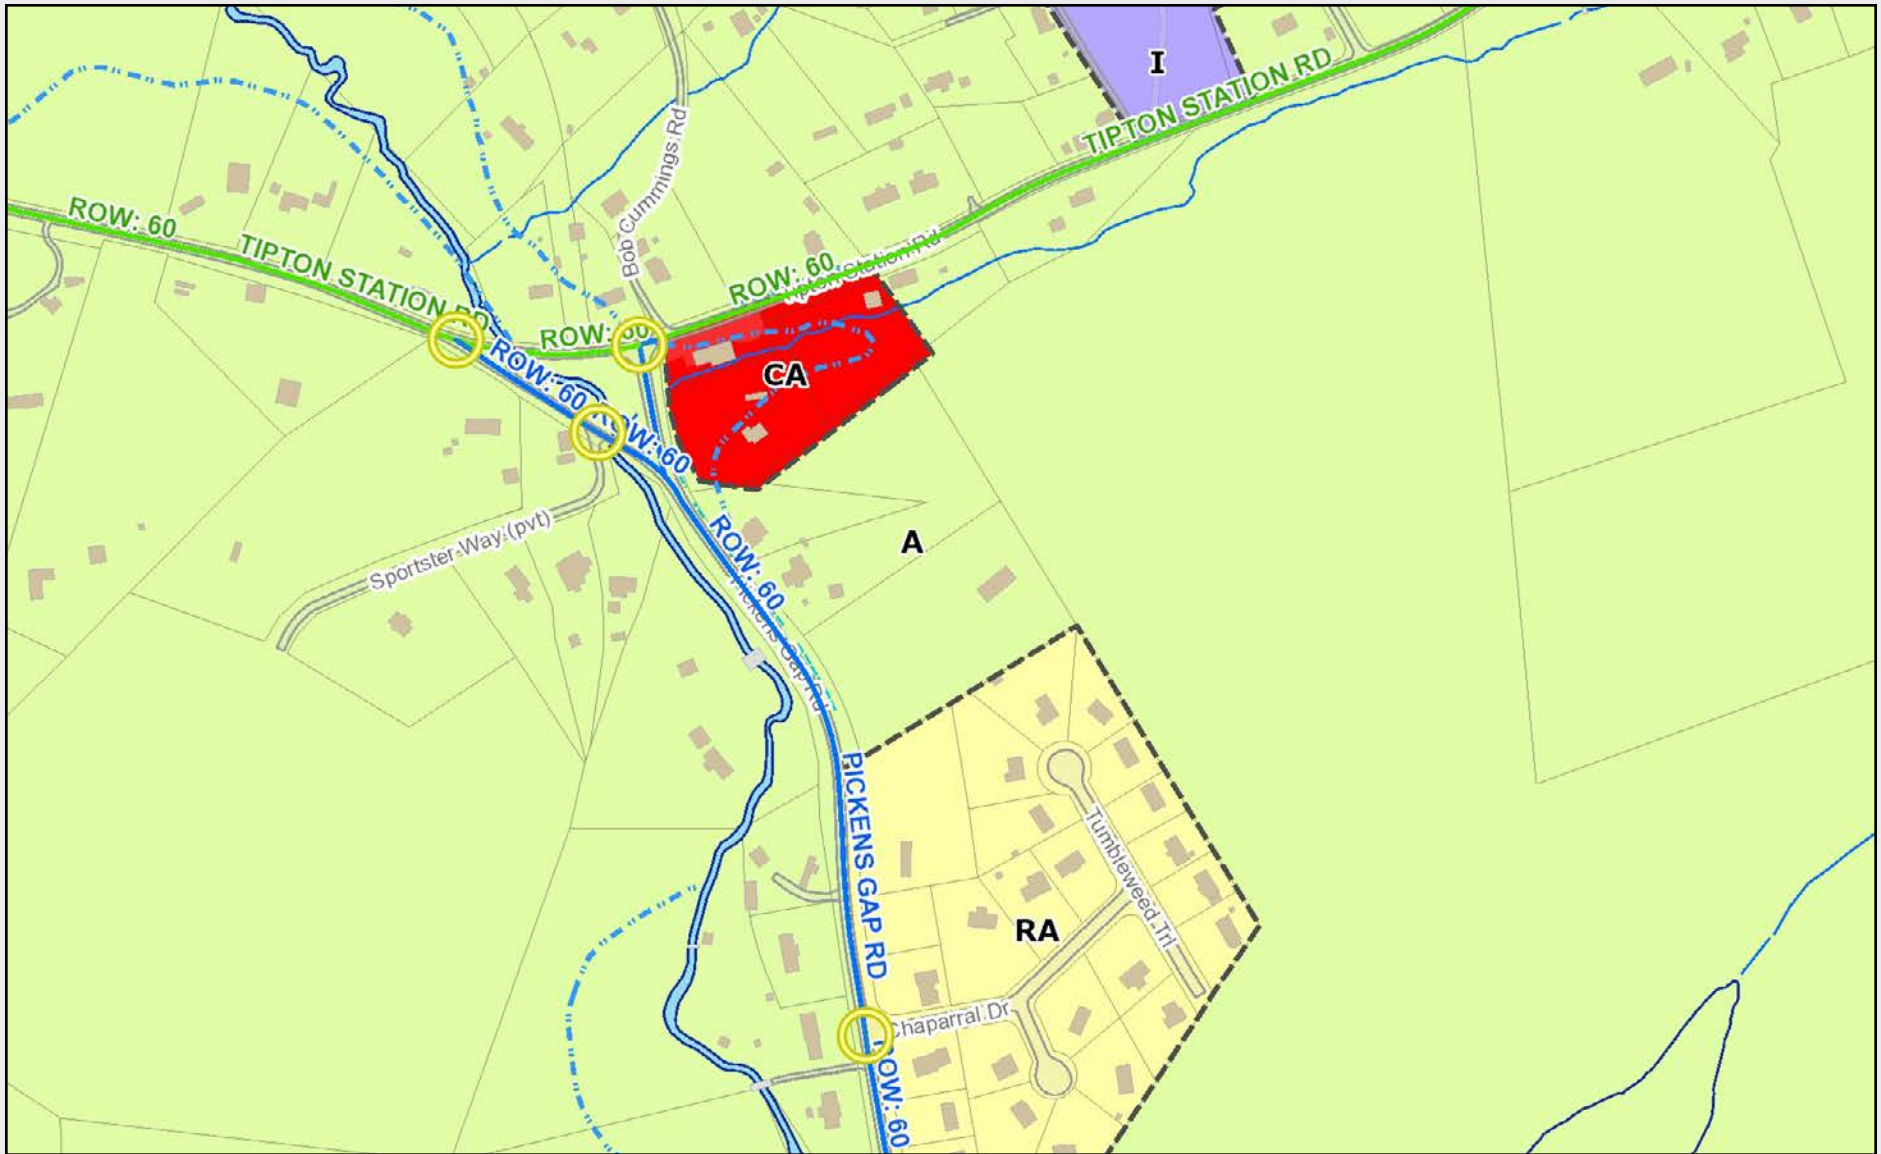 I
TIPTON STATION RD
Bob Cummings Rd
ROW: 60
TIPTON STATION RD
ROW: 60
Tipton Station Rd
ROW: 60
ROW: 60
CA
ROW: 60
Sportster Way (pvt)
ROW: 60
A
Pickens Gap Rd
PICKENS GAP RD
Tumbleweed Trl
RA
Chaparral Dr
ROW: 60